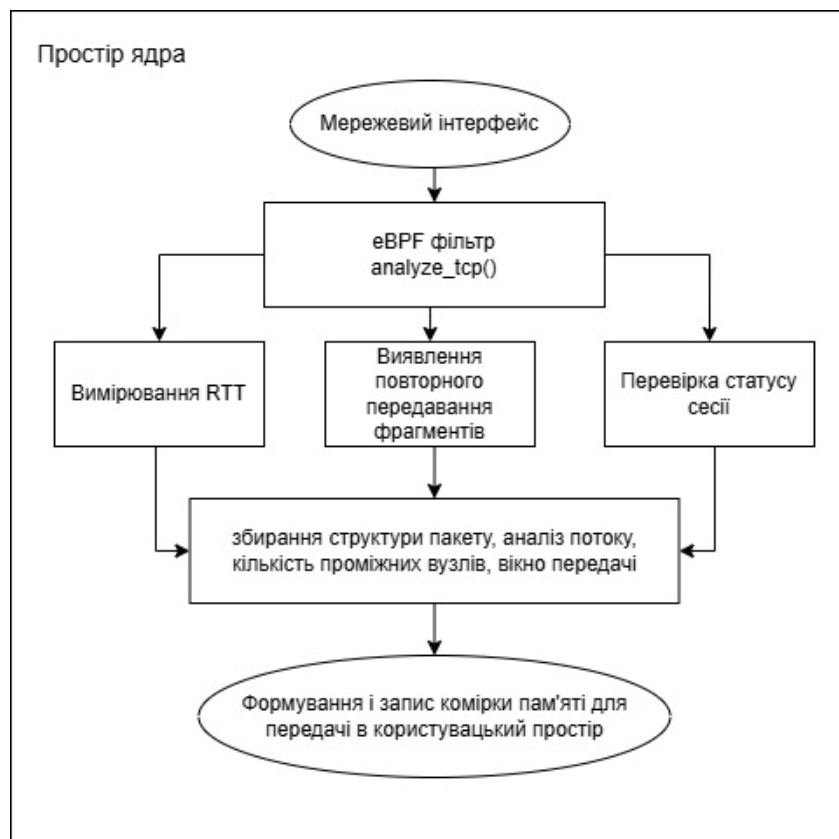 Простір ядра
Мережевий інтерфейс
eBPF фільтр
analyze_tcp()
Вимірювання RTT
Виявлення
повторного
передавання
фрагментів
Перевірка статусу
сесії
збирання структури пакету, аналіз потоку,
кількість проміжних вузлів, вікно передачі
Формування і запис комірки пам'яті для
передачі в користувацький простір